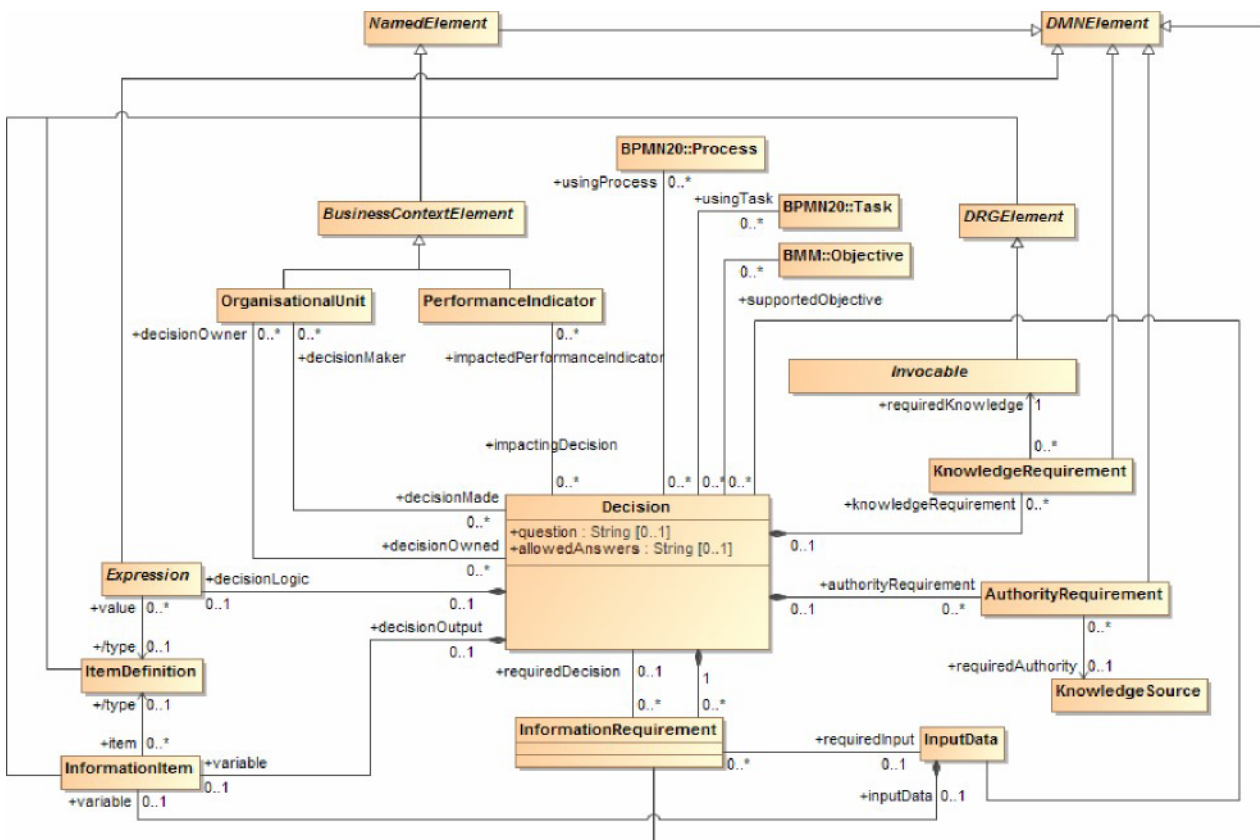 NamedElement
DMNElement
BPMN20::Process
+usingProcess 0..*
+usingTask
BPMN20::Task
0..*
BusinessContextElement
DRGElement
BMM::Objective
0..*
+supportedObjective
OrganisationalUnit
PerformanceIndicator
+decisionOwner 0..* 0..*
0..*
+decisionMaker
+impactedPerformanceIndicator
Invocable
+requiredKnowledge 1
+impactingDecision
0..*
KnowledgeRequirement
0..*
0..* 0..* 0..*
+decisionMade
0..*
Decision
+knowledgeRequirement 0..*
+question : String [0..1]
+allowedAnswers : String [0..1]
0..1
+decisionOwned
0..*
Expression
+decisionLogic
0..1
0..1
+authorityRequirement
0..1
0..*
AuthorityRequirement
+value 0..*
+decisionOutput
0..1
0..*
+/type 0..1
+requiredDecision 0..1
1
+requiredAuthority 0..1
ItemDefinition
KnowledgeSource
+/type 0..1
0..* 0..*
+item 0..*
InformationRequirement
+requiredInput
InputData
0..*
0..1
InformationItem
+variable
0..1
+variable 0..1
+inputData 0..1